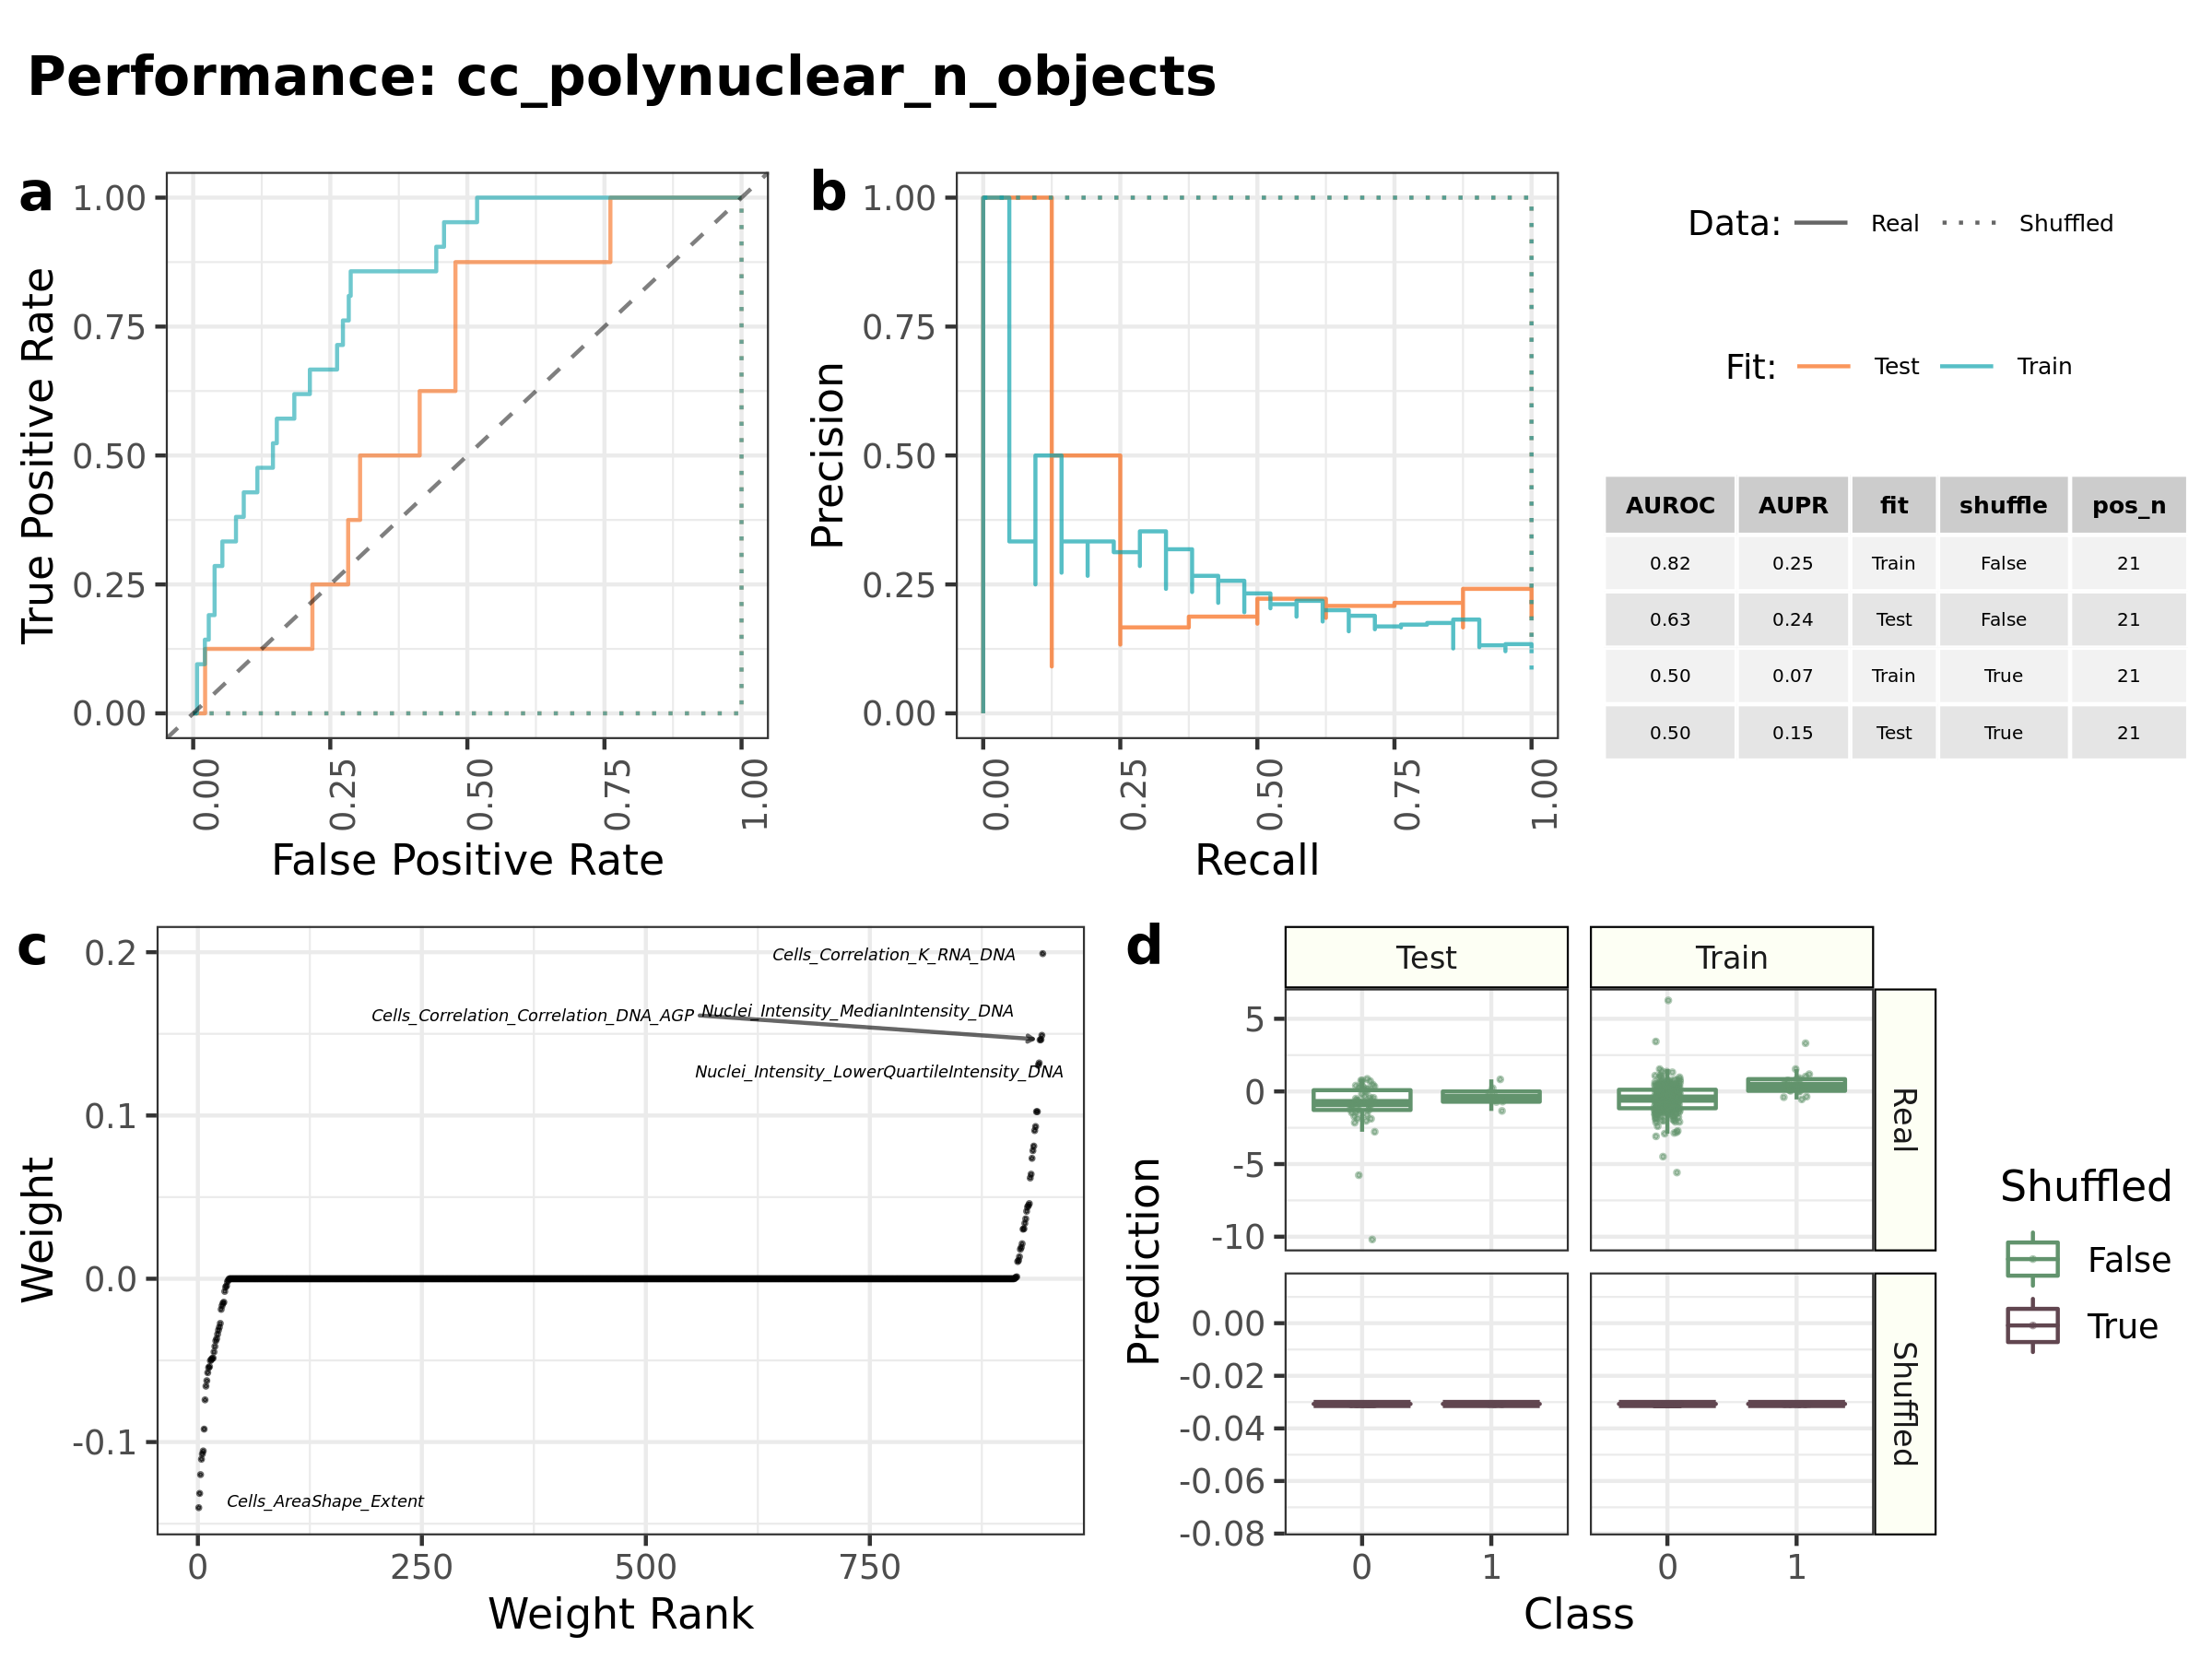 Performance: cc_polynuclear_n_objects
a
1.00
0.75
0.50
0.25
0.00
True Positive Rate
0.00
0.25
0.50
0.75
1.00
False Positive Rate
b
1.00
0.75
0.50
0.25
0.00
Precision
0.00
0.25
0.50
0.75
1.00
Recall
Data: Real Shuffled
Fit: Test Train
AUROC AUPR fit shuffle pos_n
0.82 0.25 Train False 21
0.63 0.24 Test False 21
0.50 0.07 Train True 21
0.50 0.15 Test True 21
c
0.2
0.1
0.0
-0.1
Weight
Cells_Correlation_K_RNA_DNA
Nuclei_Intensity_MedianIntensity_DNA
Cells_Correlation_Correlation_DNA_AGP
Nuclei_Intensity_LowerQuartileIntensity_DNA
Cells_AreaShape_Extent
0
250
500
750
Weight Rank
d
Test
Train
5
0
-5
-10
Real
0.00
-0.02
-0.04
-0.06
-0.08
Shuffled
Prediction
0
1
0
1
Class
Shuffled
False
True